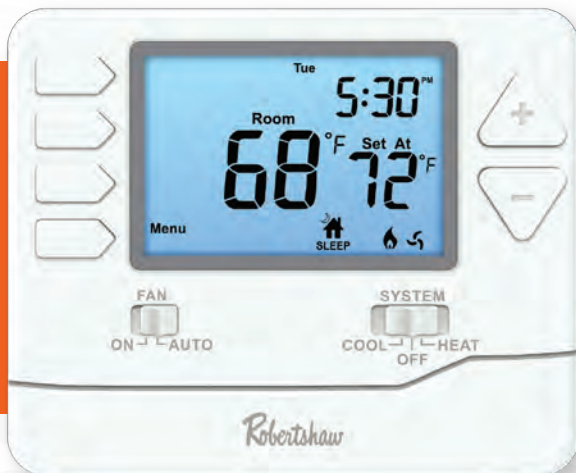 Tue
5:30 PM
Room
68 °F
Set At
72 °F
Menu
SLEEP
FAN
ON AUTO
SYSTEM
COOL HEAT
OFF
Robertshaw